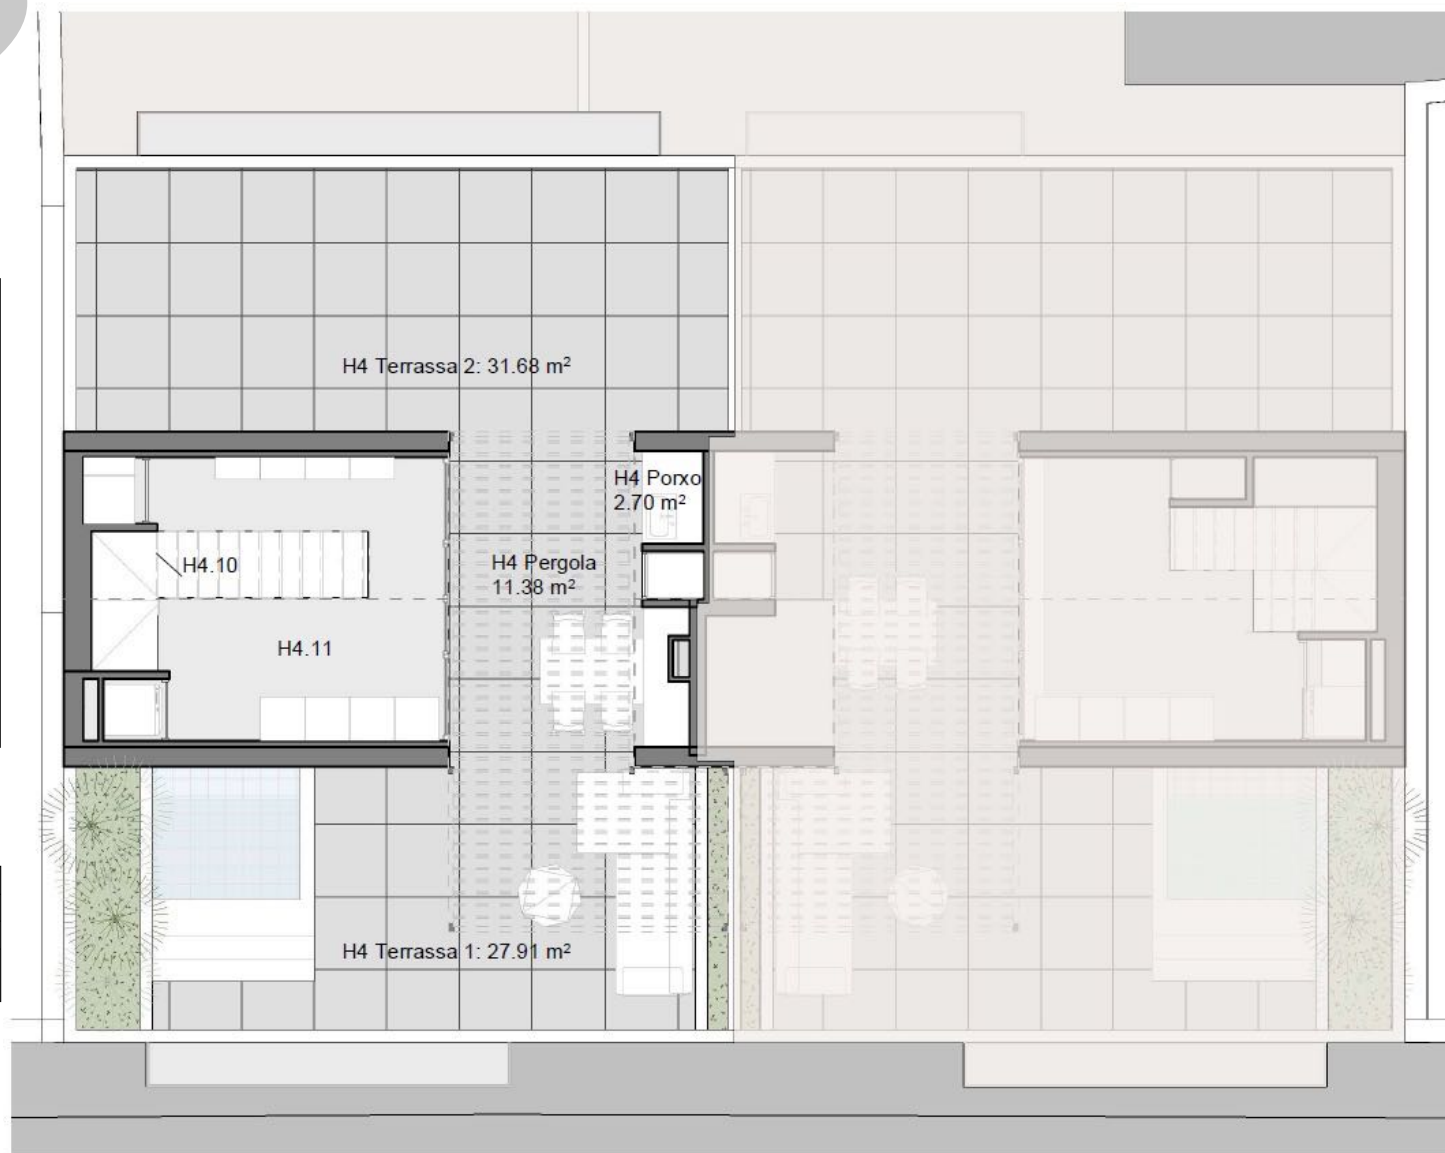 H4 Terrassa 2: 31.68 m²
H4 Porxo
2.70 m²
H4.10
H4 Pergola
11.38 m²
H4.11
H4 Terrassa 1: 27.91 m²